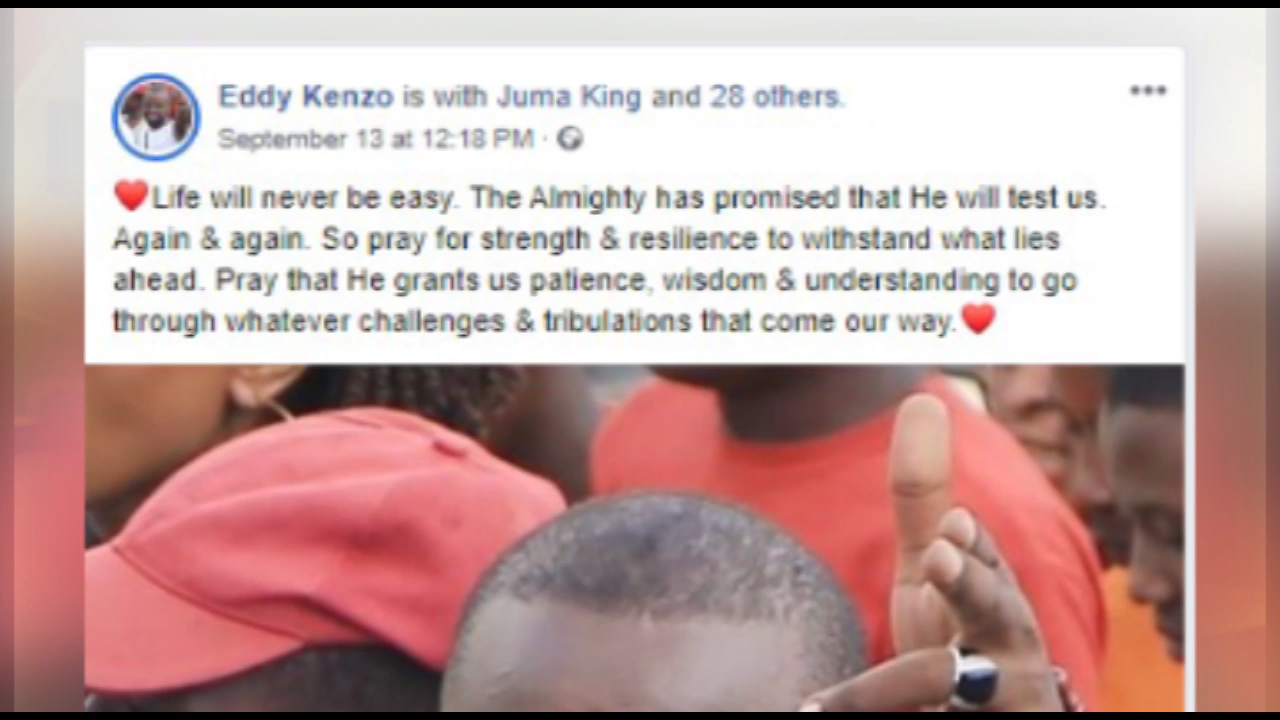 Eddy Kenzo is with Juma King and 28 others.
September 13 at 12:18 PM ·
❤️Life will never be easy. The Almighty has promised that He will test us.
Again & again. So pray for strength & resilience to withstand what lies
ahead. Pray that He grants us patience, wisdom & understanding to go
through whatever challenges & tribulations that come our way.❤️